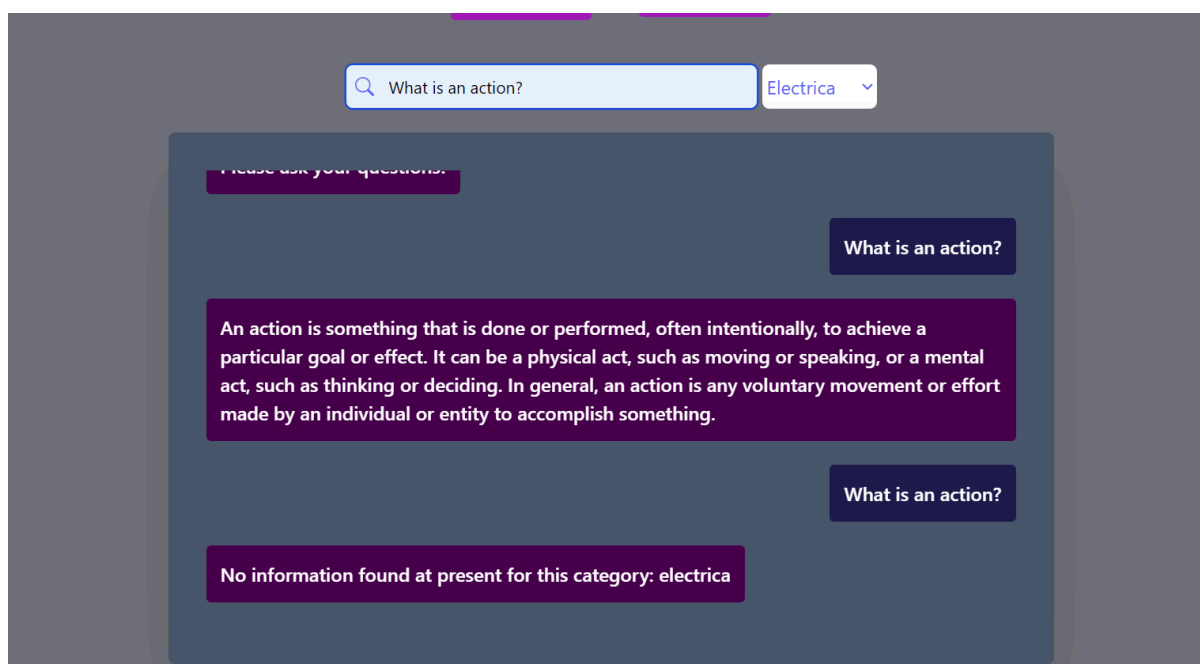 What is an action?
Electrica
Please ask your questions.
What is an action?
An action is something that is done or performed, often intentionally, to achieve a
particular goal or effect. It can be a physical act, such as moving or speaking, or a mental
act, such as thinking or deciding. In general, an action is any voluntary movement or effort
made by an individual or entity to accomplish something.
What is an action?
No information found at present for this category: electrica